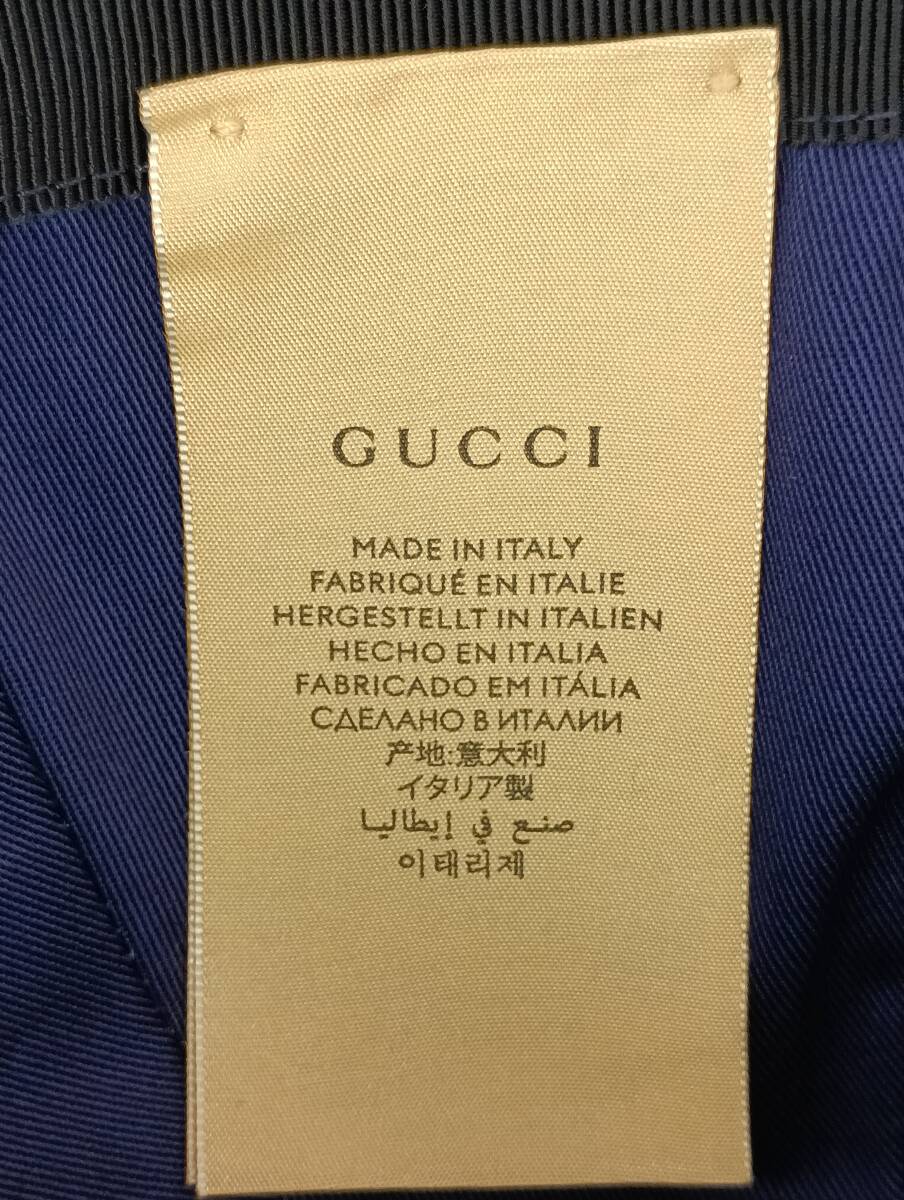 GUCCI
MADE IN ITALY
FABRIQUÉ EN ITALIE
HERGESTELLT IN ITALIEN
HECHO EN ITALIA
FABRICADO EM ITÁLIA
СДЕЛАНО В ИТАЛИИ
产地:意大利
イタリア製
صنع في إيطاليا
이태리제